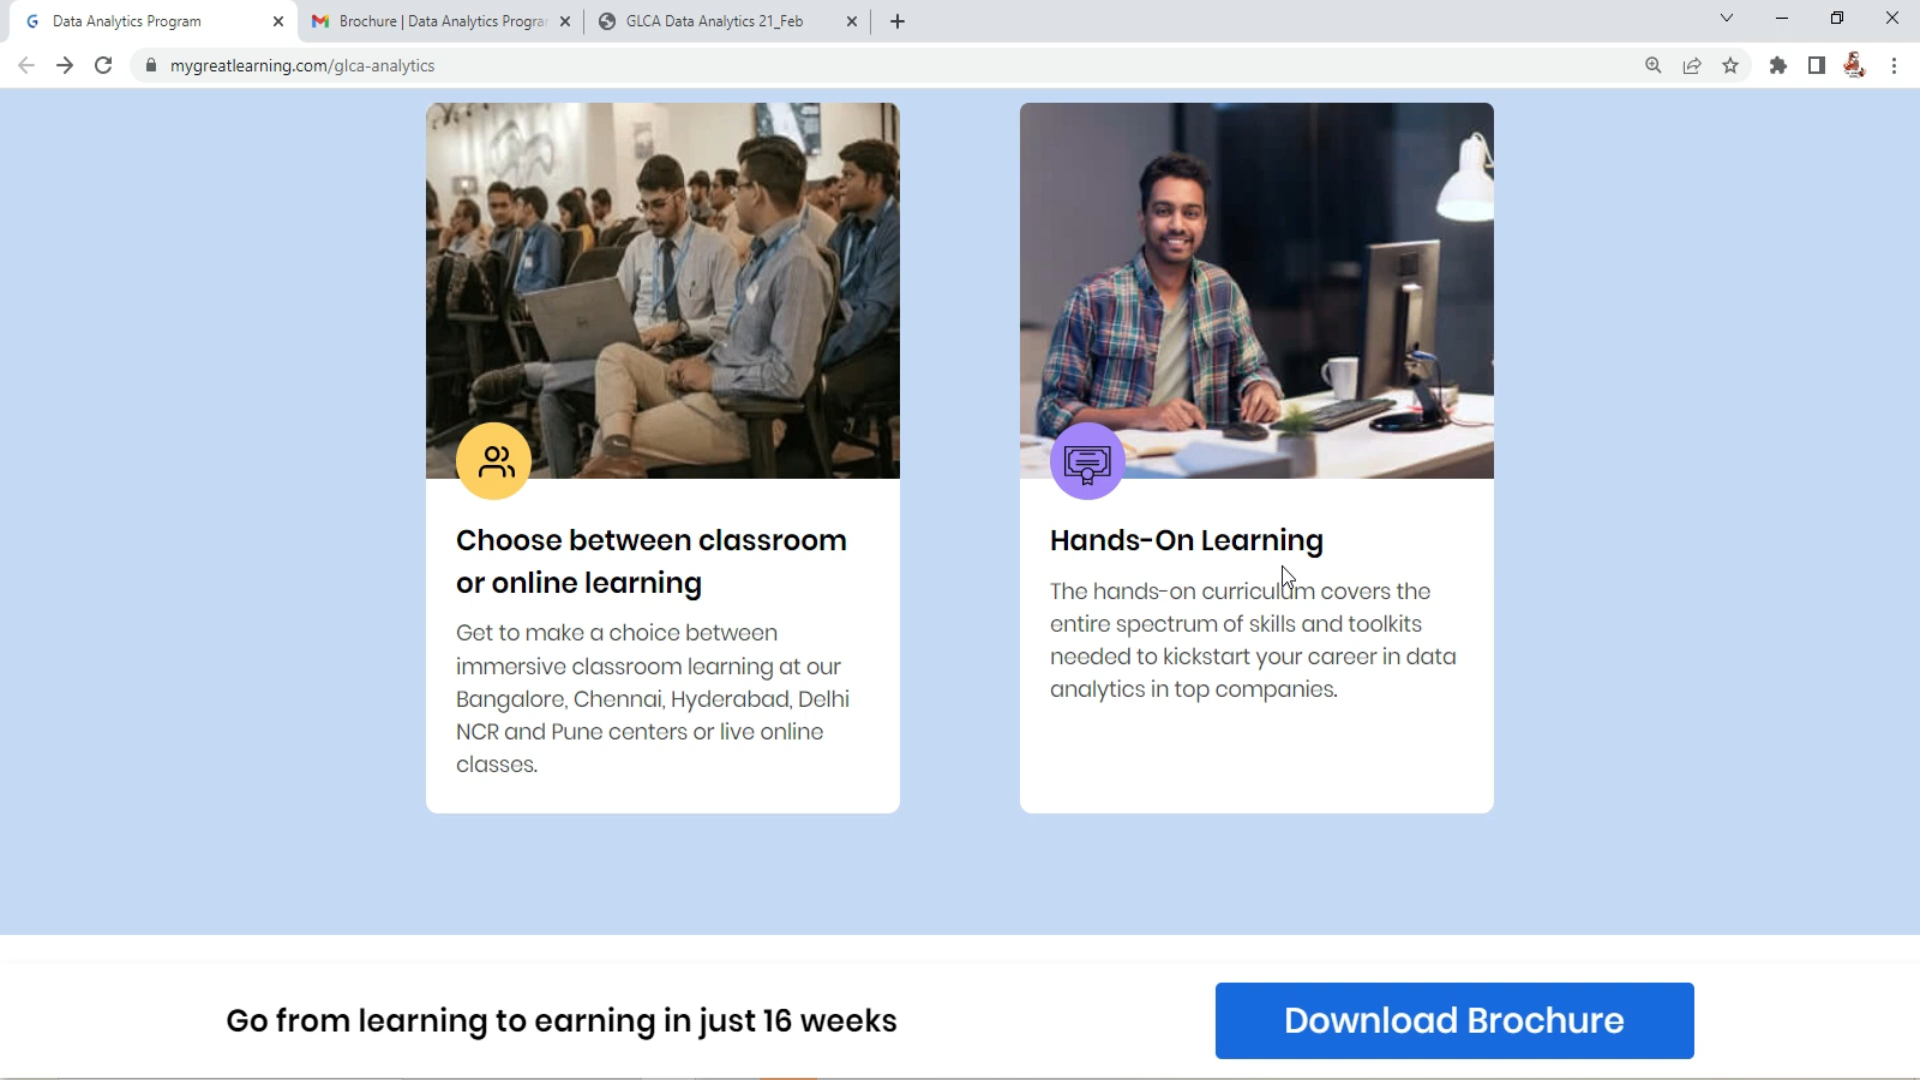 Data Analytics Program
Brochure | Data Analytics Progra
GLCA Data Analytics 21_Feb
mygreatlearning.com/glca-analytics
Choose between classroom
or online learning
Get to make a choice between
immersive classroom learning at our
Bangalore, Chennai, Hyderabad, Delhi
NCR and Pune centers or live online
classes.
Hands-On Learning
The hands-on curriculum covers the
entire spectrum of skills and toolkits
needed to kickstart your career in data
analytics in top companies.
Go from learning to earning in just 16 weeks
Download Brochure